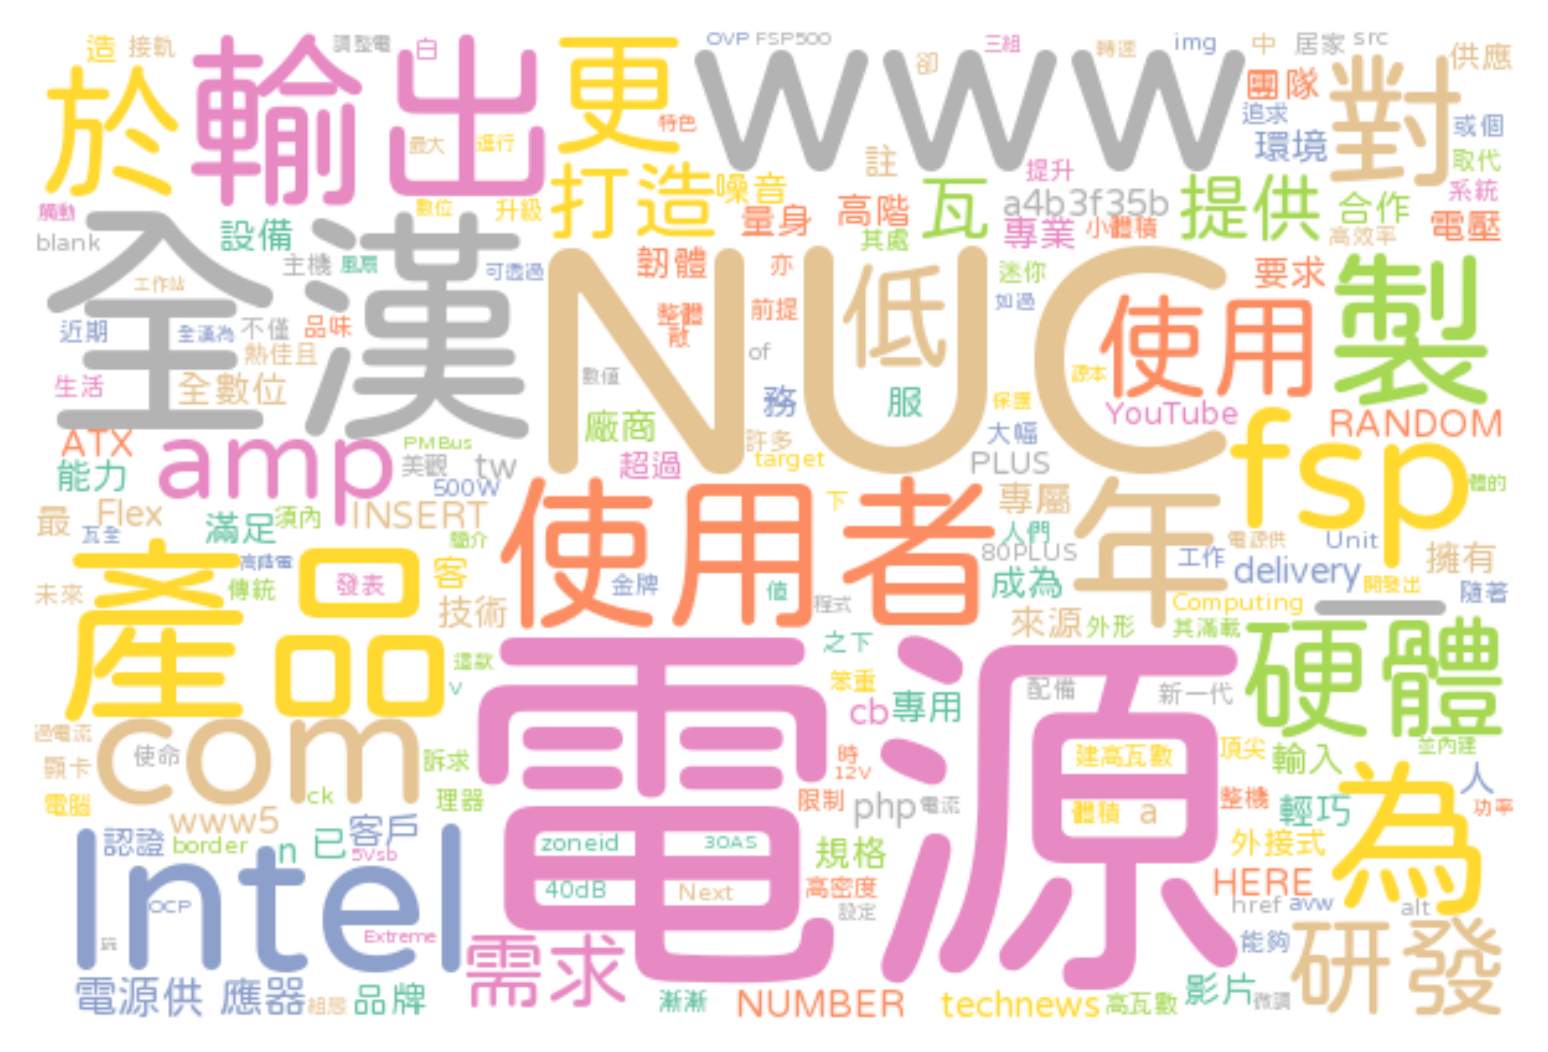 造 接軌 調整電 白 OVP FSP500 三組 轉速 img 中 居家 src
於 輸出 更 www 卻 團隊 對 供應
最大 進行 特色 追求 環境 或個
打造 噪音 註 提升 取代
觸動 數位 升級 量身 高階 瓦 a4b3f35b 提供 合作 系統
blank 設備 其處 專業 小體積 高效率 電壓
全漢 主機 風扇 可透過 韌體 亦 NUC 低 迷你 要求 製
工作站 整體 前提 如過 使用
近期 全漢為 不僅 品味 散 of
熱佳且 數值 源本
生活 全數位 務 服 保護 YouTube
ATX amp PMBus 廠商 許多 大幅 fsp RANDOM
能力 美觀 tw 超過 target PLUS 體的
500W 下 專屬 年
最 Flex 滿足 須內 INSERT 使用者 人們
瓦全 簡介 80PLUS 電源供 Unit
產品 高階電 客 工作 擁有
未來 傳統 發表 金牌 值 成為 delivery 開發出 隨著
技術 程式 Computing
來源 外形 其滿載 一
這款 電源 之下 硬體
v 笨重 配備 新一代
cb 專用
過電流 com 使命 訴求 時 建高瓦數 頂尖 並內建
顯卡 12V 輸入 人
電腦 ck 理器 限制 php 電流 體積 a 整機 為 功率
www5 輕巧
認證 border n 已 客戶 zoneid 30AS 規格 外接式
Intel 5Vsb
40dB Next 高密度 HERE
OCP 設定 href avw alt
玩 Extreme 需求 能夠 研發
電源供 應器 組態 品牌 漸漸 NUMBER technews 高瓦數 影片 微調